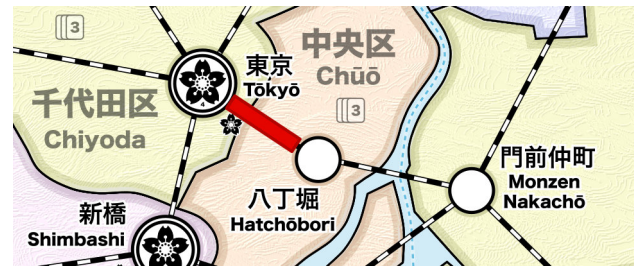 3
中央区
Chūō
3
東京
Tōkyō
4
千代田区
Chiyoda
門前仲町
Monzen
Nakachō
八丁堀
Hatchōbori
新橋
Shimbashi